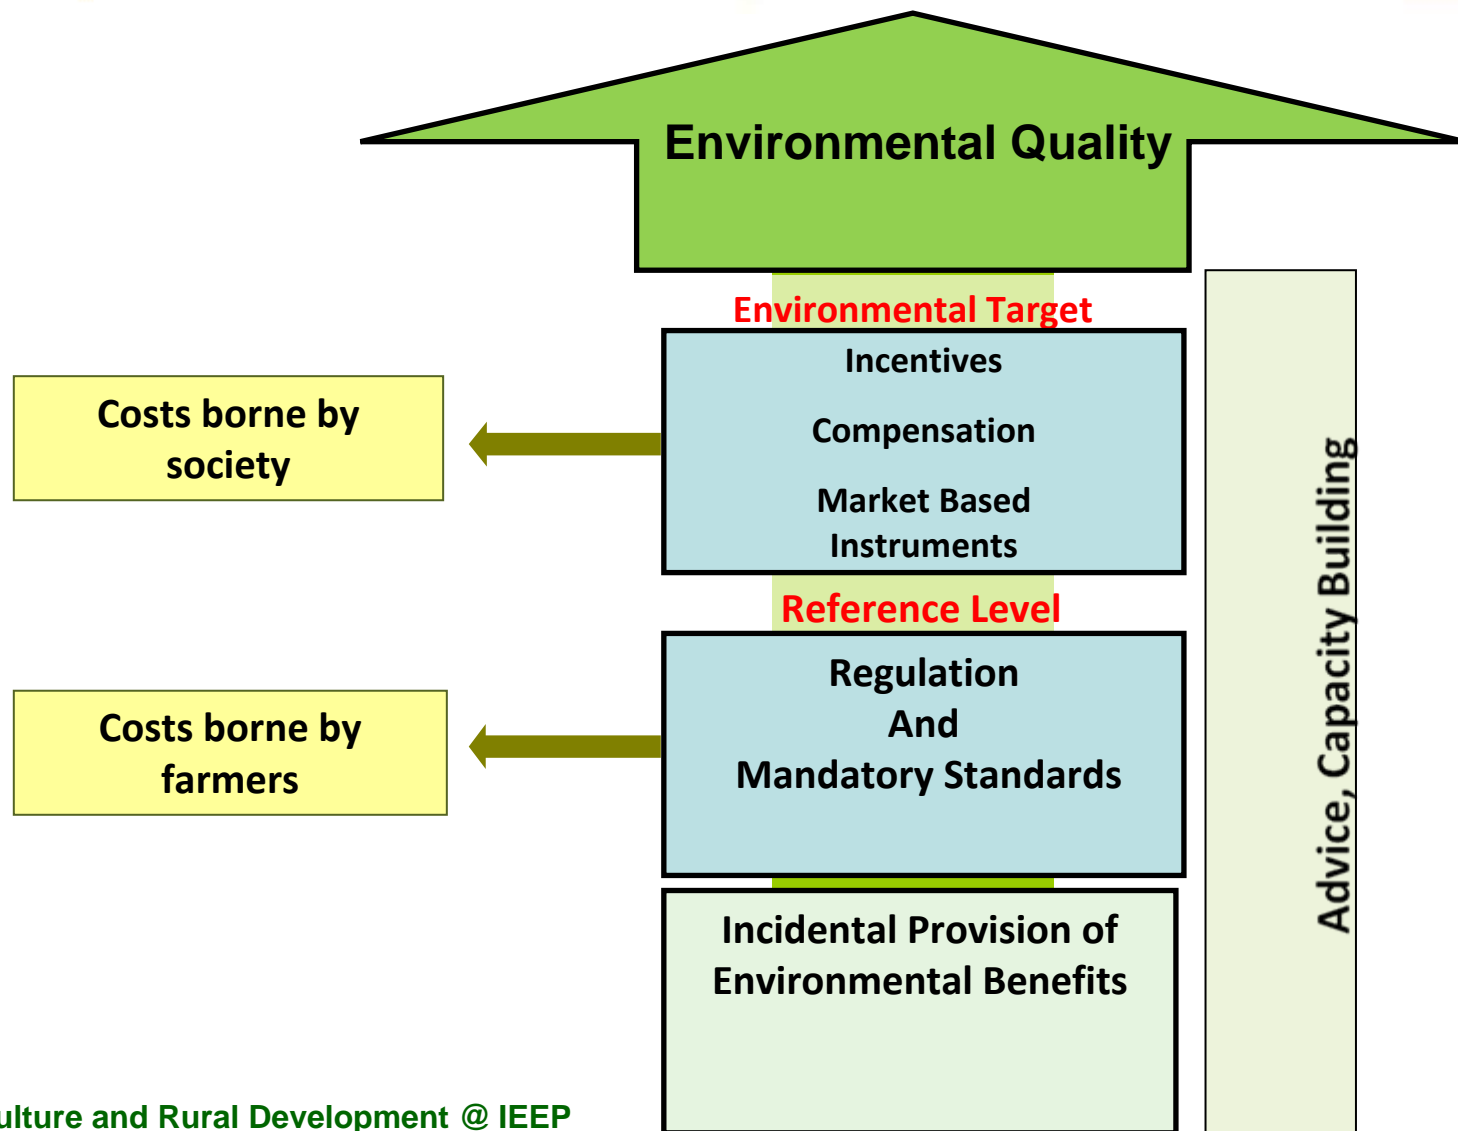 Environmental Quality
Environmental Target
Incentives
Compensation
Market Based
Instruments
Costs borne by
society
Reference Level
Regulation
And
Mandatory Standards
Costs borne by
farmers
Incidental Provision of
Environmental Benefits
Advice, Capacity Building
and Rural Development @ IEEP